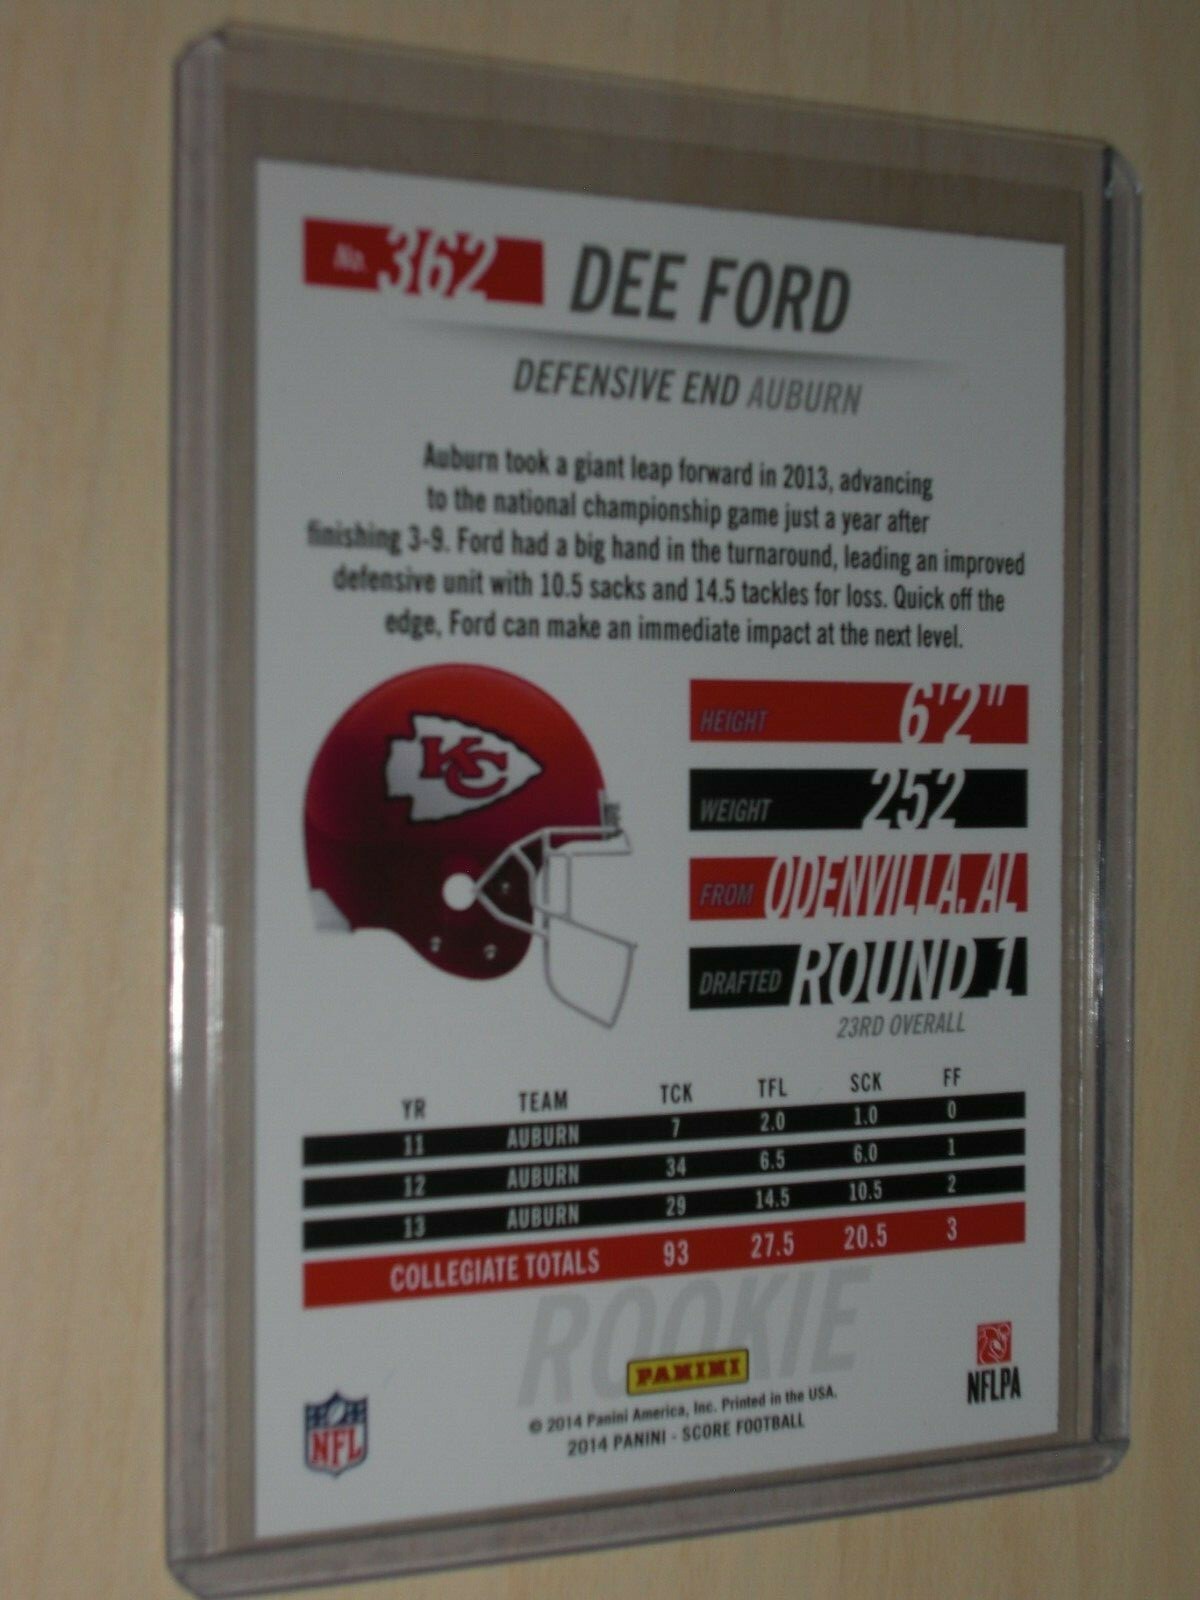 No. 362 DEE FORD
DEFENSIVE END AUBURN
Auburn took a giant leap forward in 2013, advancing
to the national championship game just a year after
finishing 3-9. Ford had a big hand in the turnaround, leading an improved
defensive unit with 10.5 sacks and 14.5 tackles for loss. Quick off the
edge, Ford can make an immediate impact at the next level.
KC
HEIGHT 6'2"
WEIGHT 252
FROM ODENVILLA, AL
DRAFTED ROUND 1
23RD OVERALL
YR TEAM TCK TFL SCK FF
11 AUBURN 7 2.0 1.0 0
12 AUBURN 34 6.5 6.0 1
13 AUBURN 29 14.5 10.5 2
COLLEGIATE TOTALS 93 27.5 20.5 3
ROOKIE
PANINI
© 2014 Panini America, Inc. Printed in the USA.
2014 PANINI - SCORE FOOTBALL
NFL
NFLPA